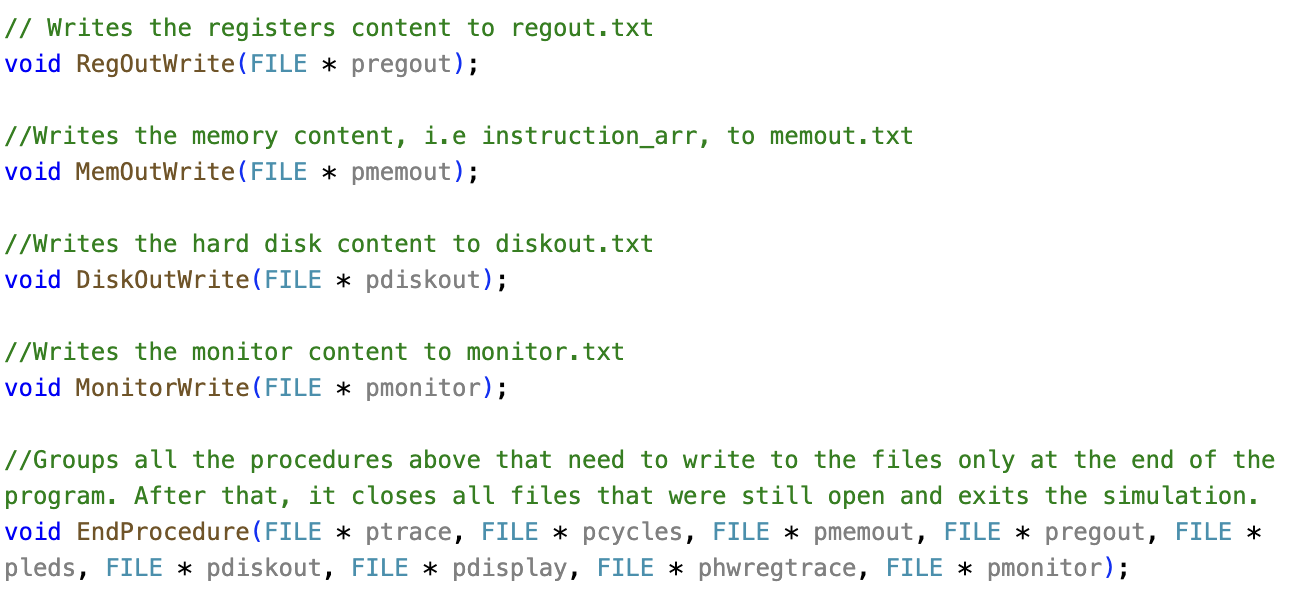 // Writes the registers content to regout.txt
void RegOutWrite(FILE * pregout);
//Writes the memory content, i.e instruction_arr, to memout.txt
void MemOutWrite(FILE * pmemout);
//Writes the hard disk content to diskout.txt
void DiskOutWrite(FILE * pdiskout);
//Writes the monitor content to monitor.txt
void MonitorWrite(FILE * pmonitor);
//Groups all the procedures above that need to write to the files only at the end of the
program. After that, it closes all files that were still open and exits the simulation.
void EndProcedure(FILE * ptrace, FILE * pcycles, FILE * pmemout, FILE * pregout, FILE *
pleds, FILE * pdiskout, FILE * pdisplay, FILE * phwregtrace, FILE * pmonitor);